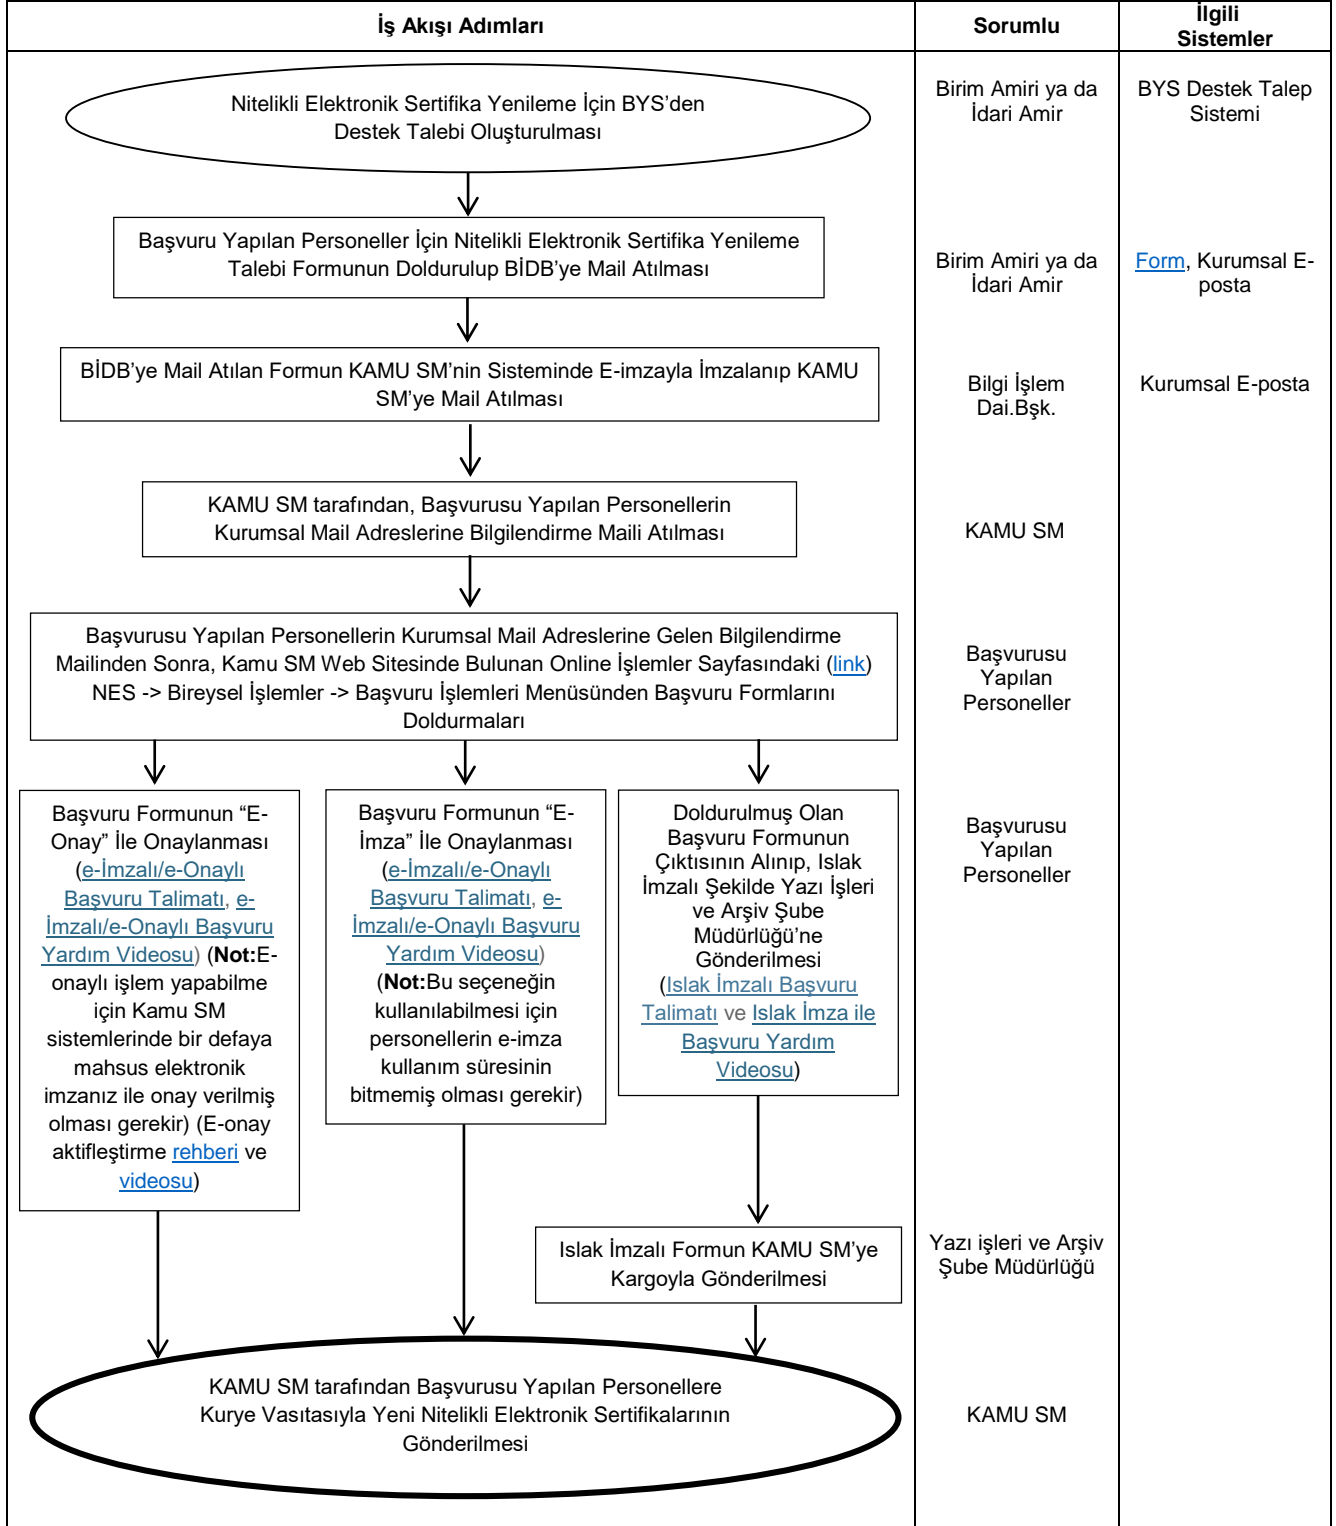 İş Akışı Adımları
Sorumlu
İlgili
Sistemler
Nitelikli Elektronik Sertifika Yenileme İçin BYS’den
Destek Talebi Oluşturulması
Birim Amiri ya da
İdari Amir
BYS Destek Talep
Sistemi
Başvuru Yapılan Personeller İçin Nitelikli Elektronik Sertifika Yenileme
Talebi Formunun Doldurulup BİDB’ye Mail Atılması
Birim Amiri ya da
İdari Amir
Form, Kurumsal E-
posta
BİDB’ye Mail Atılan Formun KAMU SM’nin Sisteminde E-imzayla İmzalanıp KAMU
SM’ye Mail Atılması
Bilgi İşlem
Dai.Bşk.
Kurumsal E-posta
KAMU SM tarafından, Başvurusu Yapılan Personellerin
Kurumsal Mail Adreslerine Bilgilendirme Maili Atılması
KAMU SM
Başvurusu Yapılan Personellerin Kurumsal Mail Adreslerine Gelen Bilgilendirme
Mailinden Sonra, Kamu SM Web Sitesinde Bulunan Online İşlemler Sayfasındaki (link)
NES -> Bireysel İşlemler -> Başvuru İşlemleri Menüsünden Başvuru Formlarını
Doldurmaları
Başvurusu
Yapılan
Personeller
Başvuru Formunun “E-
Onay” İle Onaylanması
(e-İmzalı/e-Onaylı
Başvuru Talimatı, e-
İmzalı/e-Onaylı Başvuru
Yardım Videosu) (Not:E-
onaylı işlem yapabilme
için Kamu SM
sistemlerinde bir defaya
mahsus elektronik
imzanız ile onay verilmiş
olması gerekir) (E-onay
aktifleştirme rehberi ve
videosu)
Başvuru Formunun “E-
İmza” İle Onaylanması
(e-İmzalı/e-Onaylı
Başvuru Talimatı, e-
İmzalı/e-Onaylı Başvuru
Yardım Videosu)
(Not:Bu seçeneğin
kullanılabilmesi için
personellerin e-imza
kullanım süresinin
bitmemiş olması gerekir)
Doldurulmuş Olan
Başvuru Formunun
Çıktısının Alınıp, Islak
İmzalı Şekilde Yazı İşleri
ve Arşiv Şube
Müdürlüğü’ne
Gönderilmesi
(Islak İmzalı Başvuru
Talimatı ve Islak İmza ile
Başvuru Yardım
Videosu)
Başvurusu
Yapılan
Personeller
Islak İmzalı Formun KAMU SM’ye
Kargoyla Gönderilmesi
Yazı işleri ve Arşiv
Şube Müdürlüğü
KAMU SM tarafından Başvurusu Yapılan Personellere
Kurye Vasıtasıyla Yeni Nitelikli Elektronik Sertifikalarının
Gönderilmesi
KAMU SM